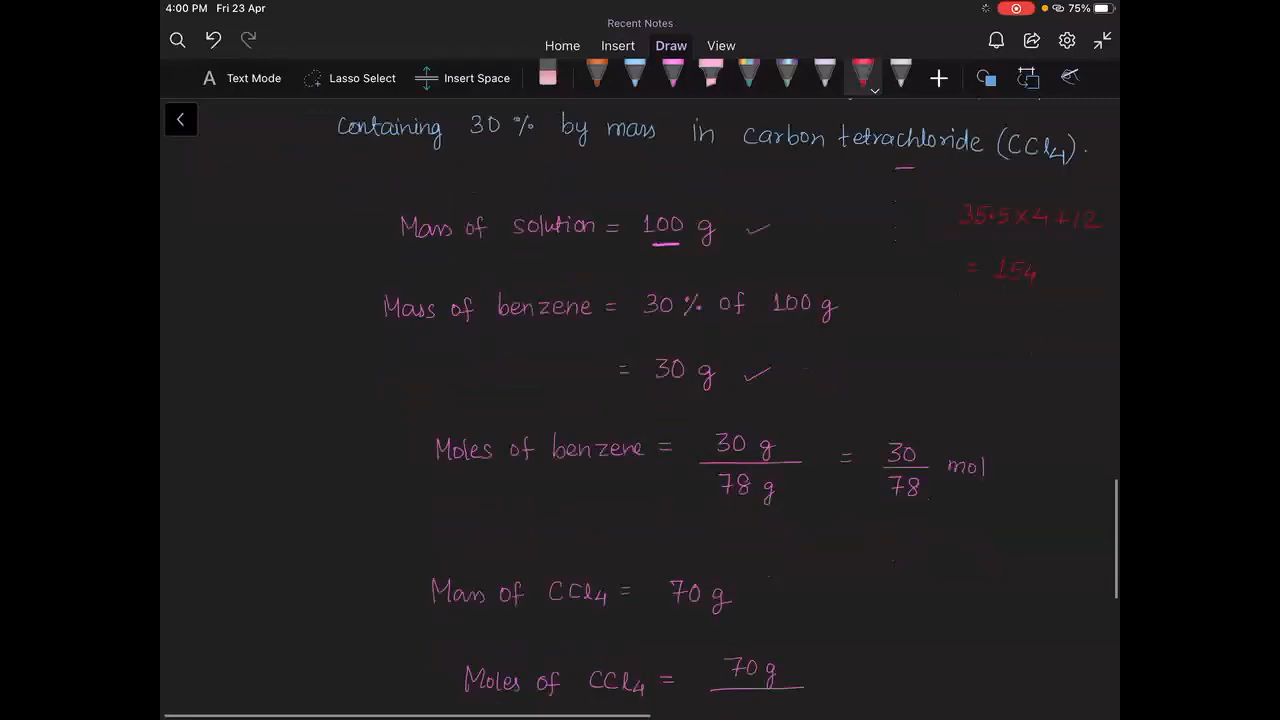 4:00 PM Fri 23 Apr
75%
Recent Notes
Home Insert Draw View
Text Mode Lasso Select Insert Space
containing 30 % by mass in carbon tetrachloride (CCl4).
Mass of solution = 100 g ✓
35.5 × 4 + 12
= 154
Mass of benzene = 30 % of 100 g
= 30 g ✓
Moles of benzene = 30 g / 78 g = 30 / 78 mol
Mass of CCl4 = 70 g
Moles of CCl4 = 70 g